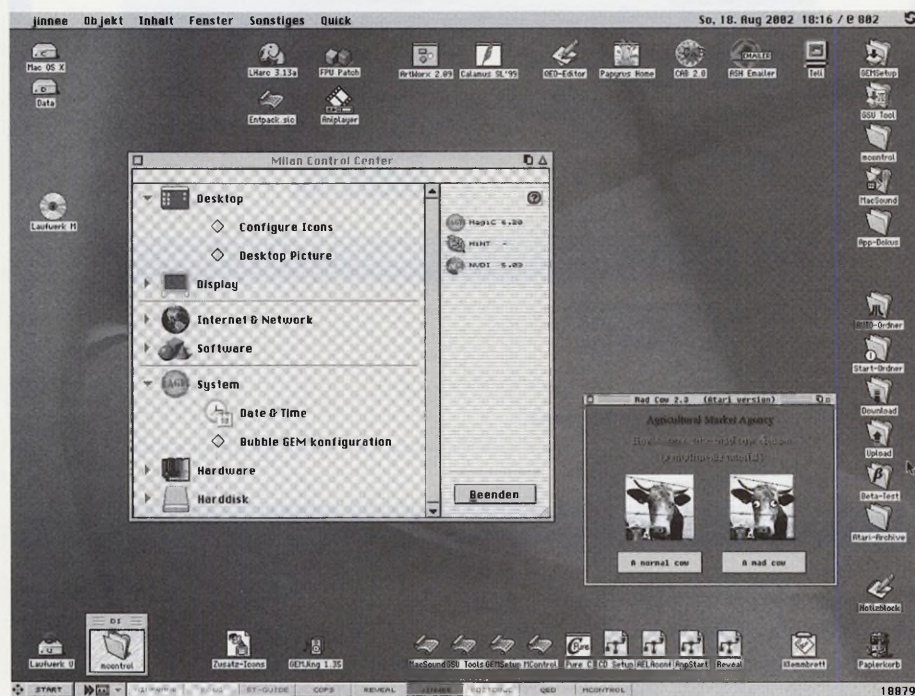 jinnee Objekt Inhalt Fenster Sonstiges Quick So, 18. Aug 2002 18:16 / @ 802
Mac OS X
Data
LHarc 3.13a FPU Patch ArtWorx 2.09 Calamus SL'99 QED-Editor Papyrus Home CAB 2.0 ASH Emailer Teli
Entpack.slo Aniplayer
GEMSetup
GSU Tool
mcontrol
MacSound
App-Dokus
Laufwerk M
Milan Control Center
Desktop
Configure Icons
Desktop Picture
Display
Internet & Network
Software
System
Date & Time
Bubble GEM konfiguration
Hardware
Harddisk
MagiC 6.20
MiNT -
NVDI 5.03
Beenden
AUTO-Ordner
Start-Ordner
Download
Upload
Beta-Test
Atari-Archive
Notizblock
Mad Cow 2.0 (Atari version)
Agricultural Market Agency
A normal cow A mad cow
DI
Laufwerk U mcontrol Zusatz-Icons GEMJing 1.35 MacSound GSU Tools GEMSetup MControl Pure C CD Setup AppStart Reveal Klemmbrett Papierkorb
START ST-GUIDE COPS REVEAL JINNEE QED MCONTROL 18879